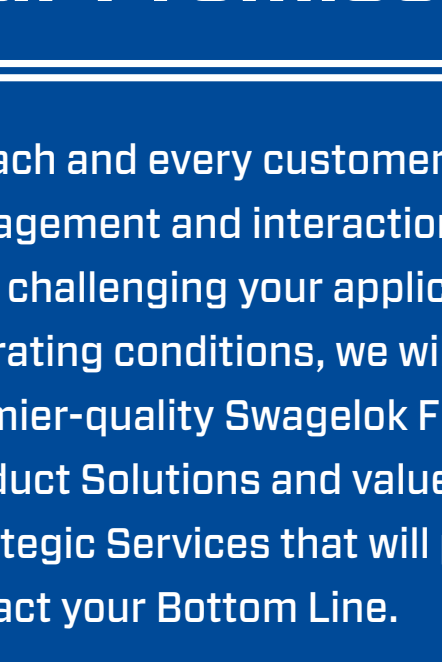 ach and every customer
agement and interaction
challenging your applic
rating conditions, we wi
mier-quality Swagelok F
duct Solutions and value
tegic Services that will
act your Bottom Line.